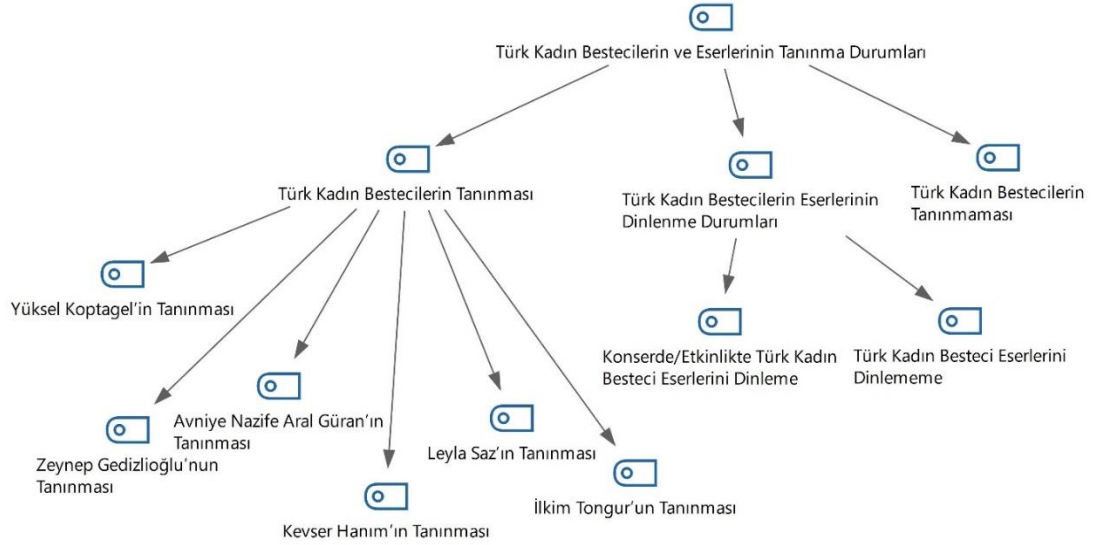 Türk Kadın Bestecilerin ve Eserlerinin Tanınma Durumları
Türk Kadın Bestecilerin Tanınması
Türk Kadın Bestecilerin Eserlerinin
Dinlenme Durumları
Türk Kadın Bestecilerin
Tanınmaması
Yüksel Koptagel’in Tanınması
Konserde/Etkinlikte Türk Kadın
Besteci Eserlerini Dinleme
Türk Kadın Besteci Eserlerini
Dinlememe
Avniye Nazife Aral Güran’ın
Tanınması
Zeynep Gedizlioğlu’nun
Tanınması
Leyla Saz’ın Tanınması
İlkim Tongur’un Tanınması
Kevser Hanım’ın Tanınması